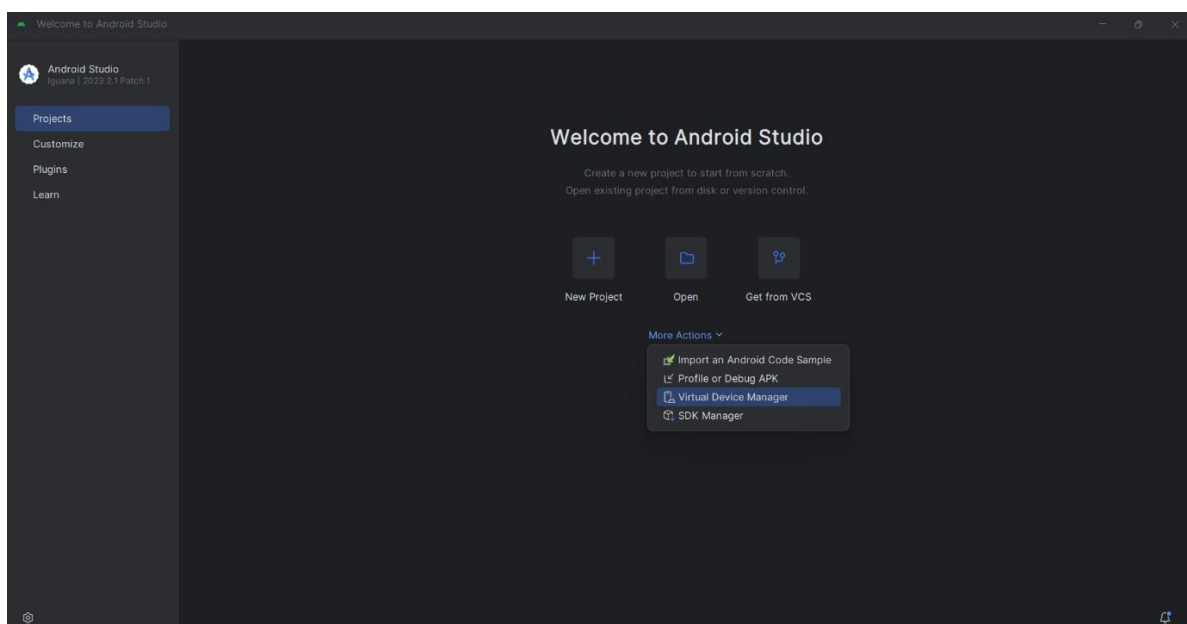 Welcome to Android Studio
Android Studio
Iguana | 2023.2.1 Patch 1
Projects
Customize
Plugins
Learn
Welcome to Android Studio
Create a new project to start from scratch.
Open existing project from disk or version control.
New Project
Open
Get from VCS
More Actions
Import an Android Code Sample
Profile or Debug APK
Virtual Device Manager
SDK Manager